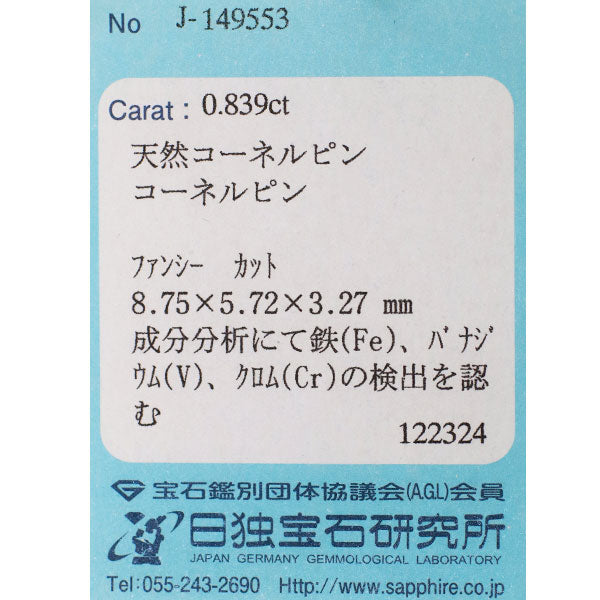 No J-149553
Carat : 0.839ct
天然コーネルピン
コーネルピン
ﾌｧﾝｼｰ ｶｯﾄ
8.75×5.72×3.27 mm
成分分析にて鉄(Fe)、ﾊﾞﾅｼﾞ
ｳﾑ(V)、ｸﾛﾑ(Cr)の検出を認
む
122324
宝石鑑別団体協議会(A.G.L)会員
日独宝石研究所
JAPAN GERMANY GEMMOLOGICAL LABORATORY
Tel:055-243-2690 Http://www.sapphire.co.jp